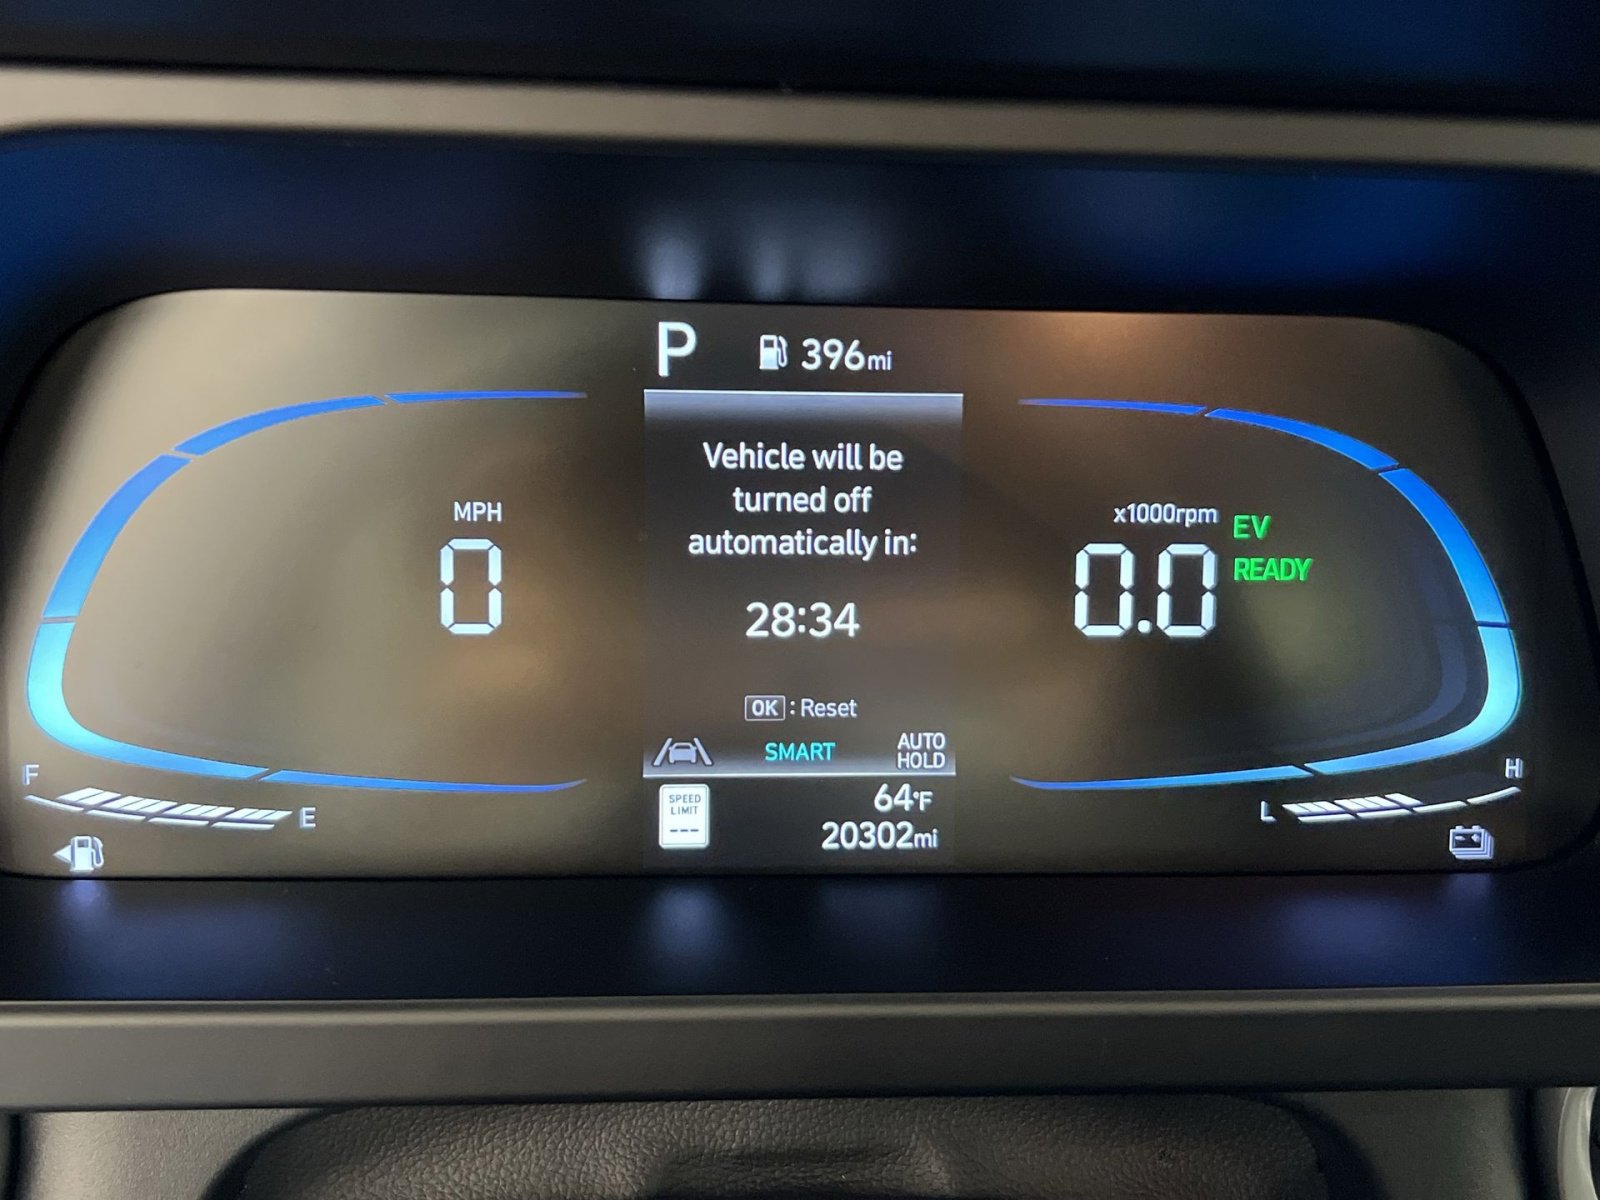 P 396mi
Vehicle will be
turned off
automatically in:
28:34
OK : Reset
MPH
0
x1000rpm
0.0
EV
READY
SMART
AUTO
HOLD
SPEED
LIMIT
---
64°F
20302mi
F
E
L
H